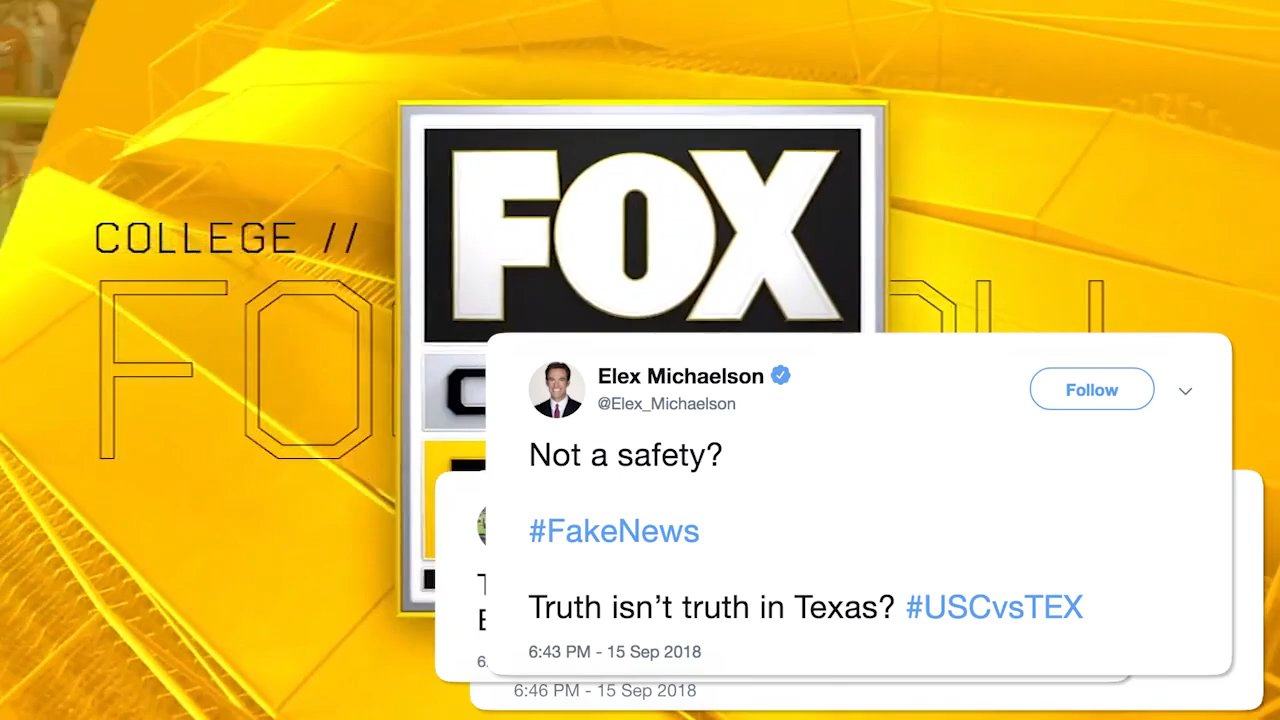 COLLEGE //
FOX
Elex Michaelson
@Elex_Michaelson
Follow
Not a safety?
#FakeNews
Truth isn’t truth in Texas? #USCvsTEX
6:43 PM - 15 Sep 2018
6:46 PM - 15 Sep 2018